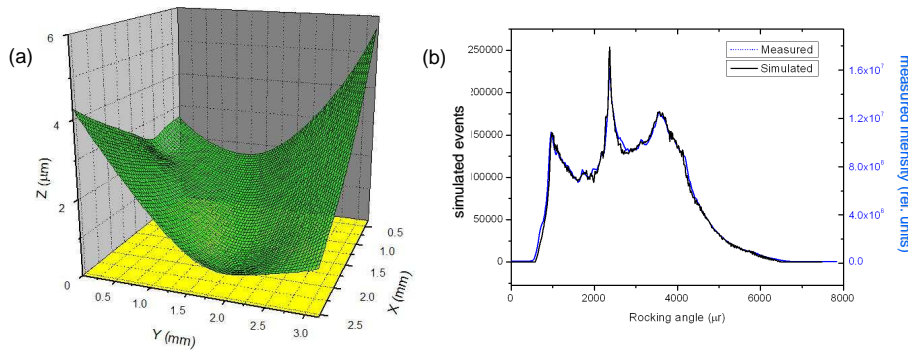 (a)
6
4
2
0
Z (µm)
0.5
1.0
1.5
2.0
2.5
3.0
Y (mm)
0.5
1.0
1.5
2.0
2.5
X (mm)
(b)
Measured
Simulated
250000
200000
150000
100000
50000
0
simulated events
1.6x10⁷
1.2x10⁷
8.0x10⁶
4.0x10⁶
0.0
measured intensity (rel. units)
0
2000
4000
6000
8000
Rocking angle (µr)